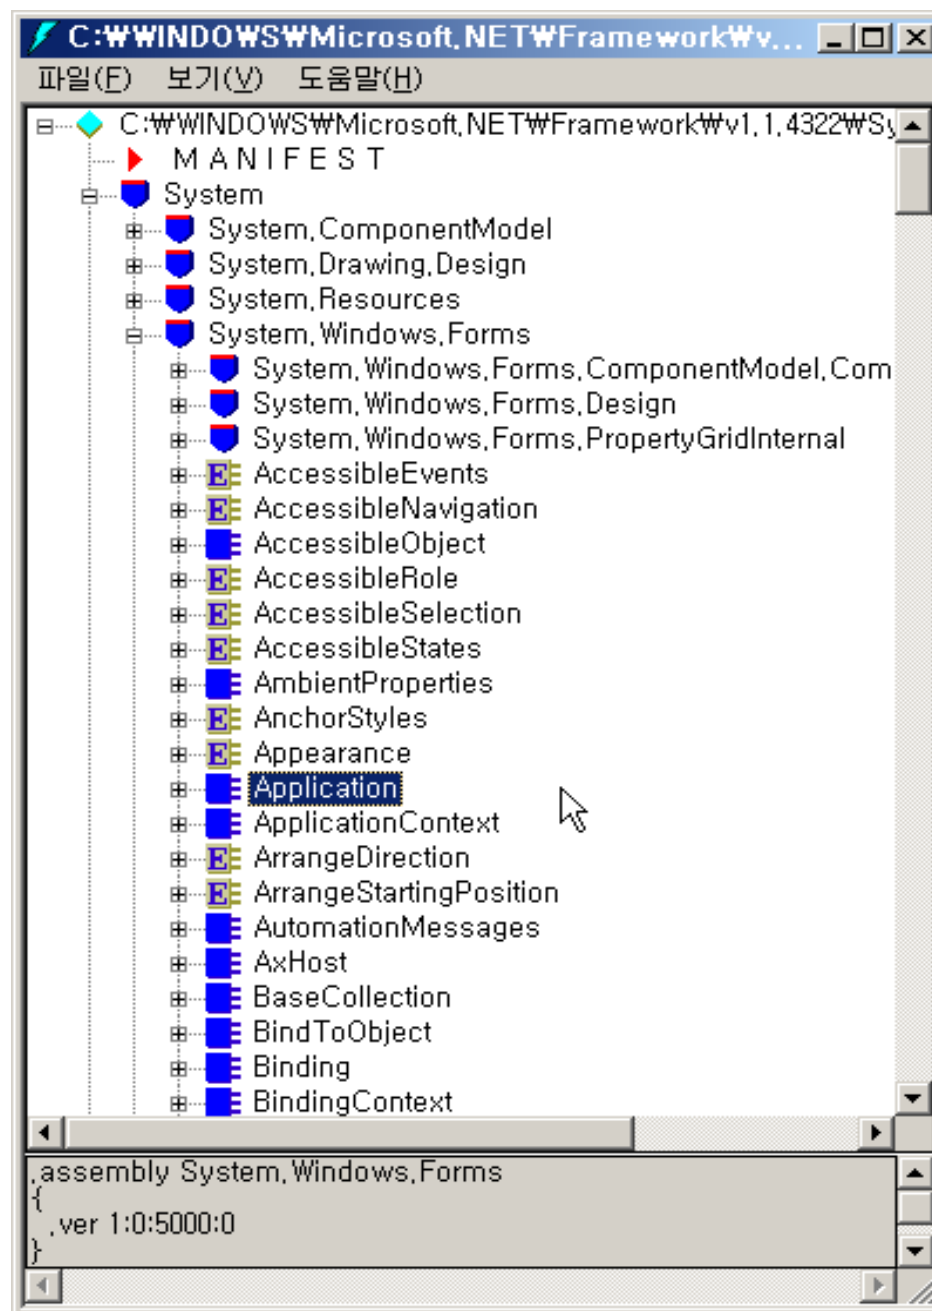 C:₩WINDOWS₩Microsoft.NET₩Framework₩v...
파일(F) 보기(V) 도움말(H)
C:₩WINDOWS₩Microsoft.NET₩Framework₩v1.1.4322₩Sy
M A N I F E S T
System
System.ComponentModel
System.Drawing.Design
System.Resources
System.Windows.Forms
System.Windows.Forms.ComponentModel.Com
System.Windows.Forms.Design
System.Windows.Forms.PropertyGridInternal
E AccessibleEvents
E AccessibleNavigation
AccessibleObject
E AccessibleRole
E AccessibleSelection
E AccessibleStates
AmbientProperties
E AnchorStyles
E Appearance
Application
ApplicationContext
E ArrangeDirection
E ArrangeStartingPosition
AutomationMessages
AxHost
BaseCollection
BindToObject
Binding
BindingContext
.assembly System.Windows.Forms
{
.ver 1:0:5000:0
}